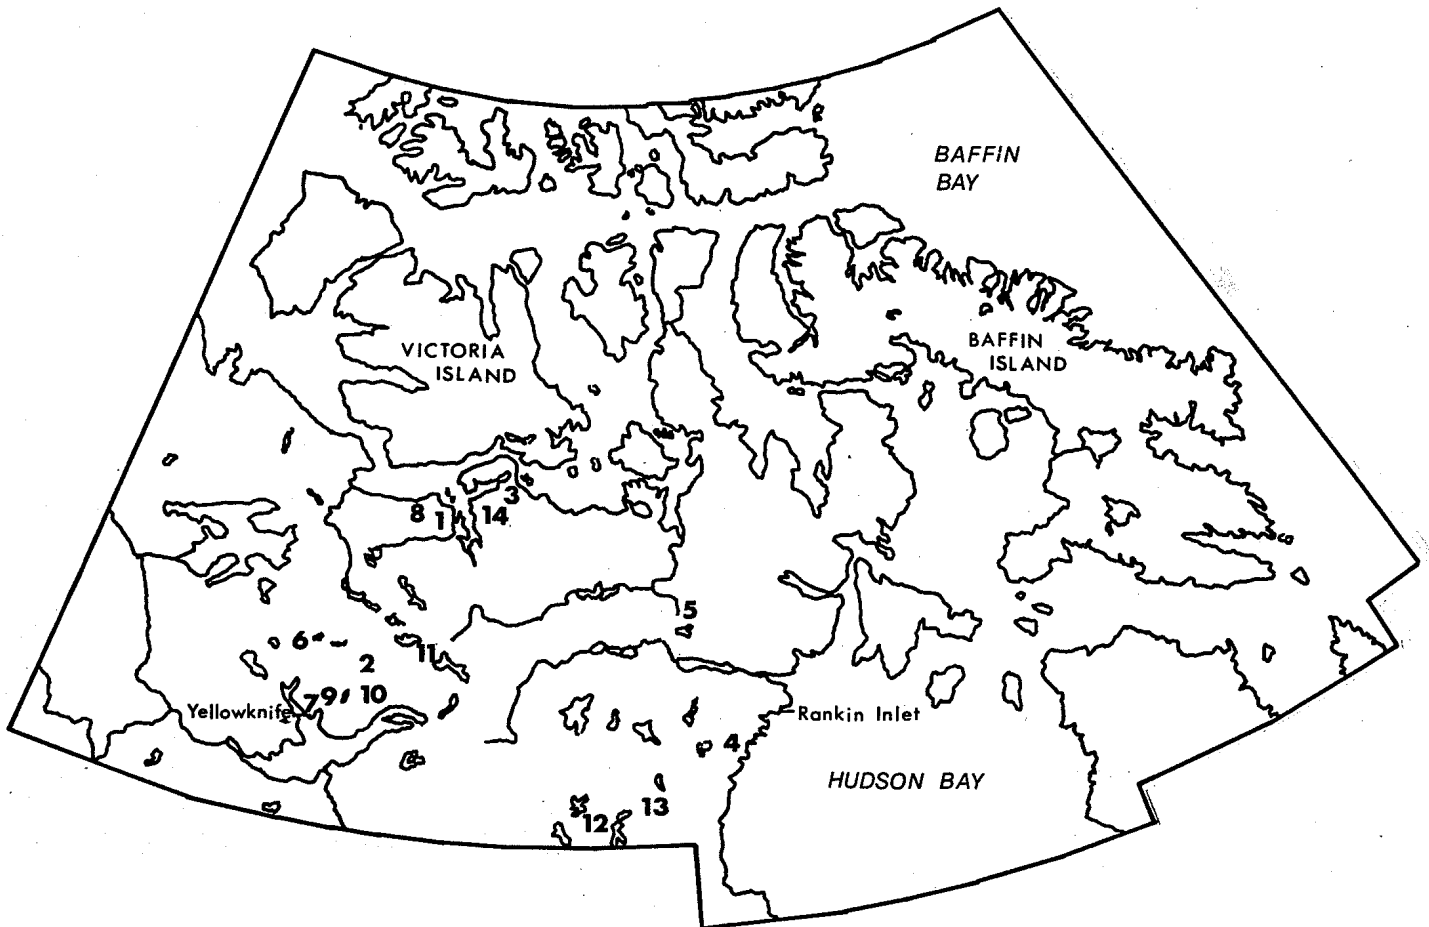 BAFFIN
BAY
VICTORIA
ISLAND
BAFFIN
ISLAND
3
8
1
14
5
6
11
2
7
9
10
Yellowknife
Rankin Inlet
4
HUDSON BAY
13
12